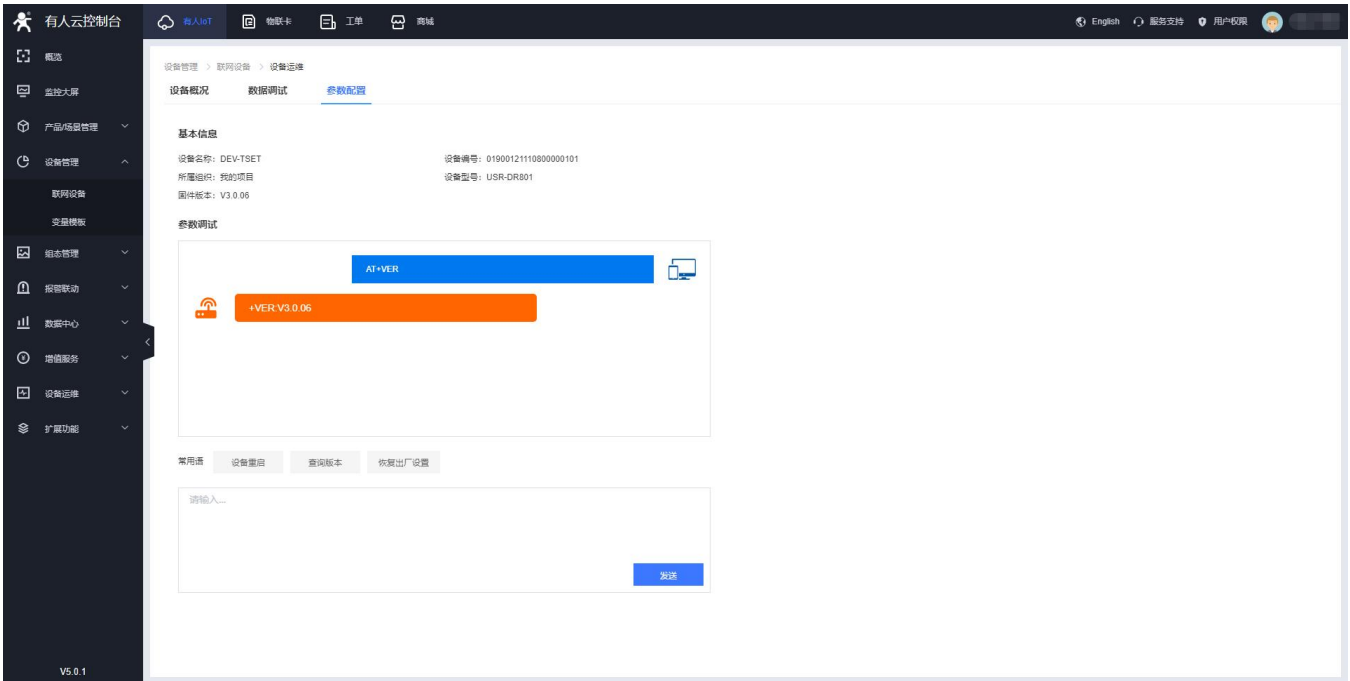 有人云控制台
有人IoT 物联卡 工单 商城 English 服务支持 用户权限
概览
监控大屏
产品/场景管理
设备管理
联网设备
变量模板
组态管理
报警联动
数据中心
增值服务
设备运维
扩展功能
V5.0.1
设备管理 > 联网设备 > 设备运维
设备概况 数据调试 参数配置
基本信息
设备名称: DEV-TSET 设备编号: 01900121110800000101
所属组织: 我的项目 设备型号: USR-DR801
固件版本: V3.0.06
参数调试
AT+VER
+VER:V3.0.06
常用语 设备重启 查询版本 恢复出厂设置
请输入...
发送